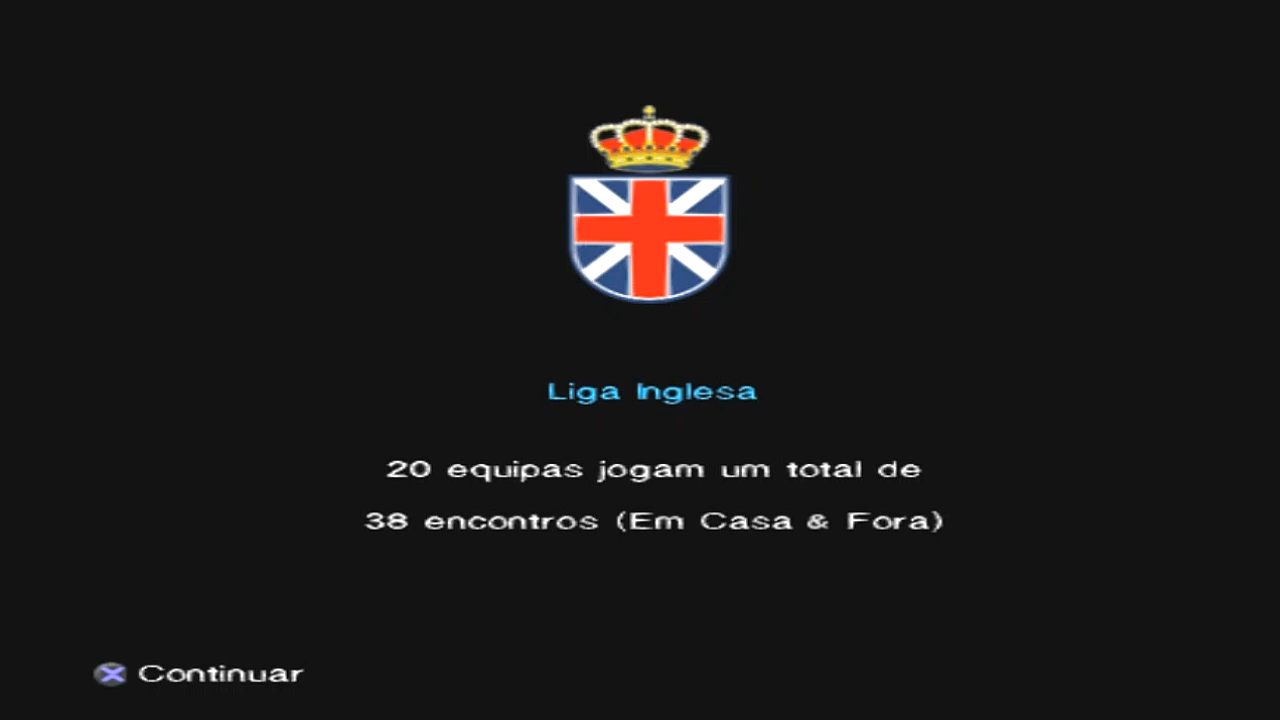 Liga Inglesa
20 equipas jogam um total de
38 encontros (Em Casa & Fora)
Continuar